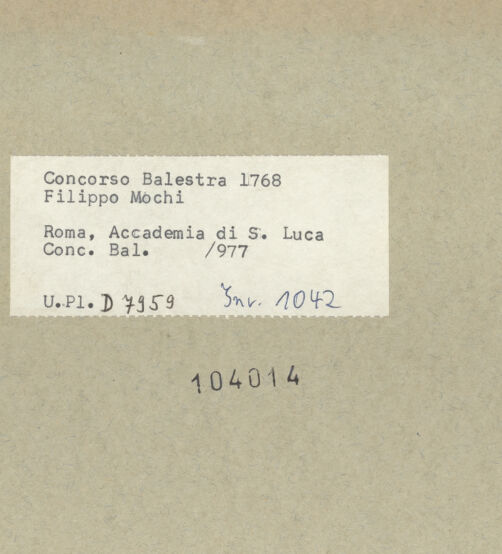 Concorso Balestra 1768
Filippo Mochi
Roma, Accademia di S. Luca
Conc. Bal. /977
U.Pl. D 7959 Inv. 1042
104014